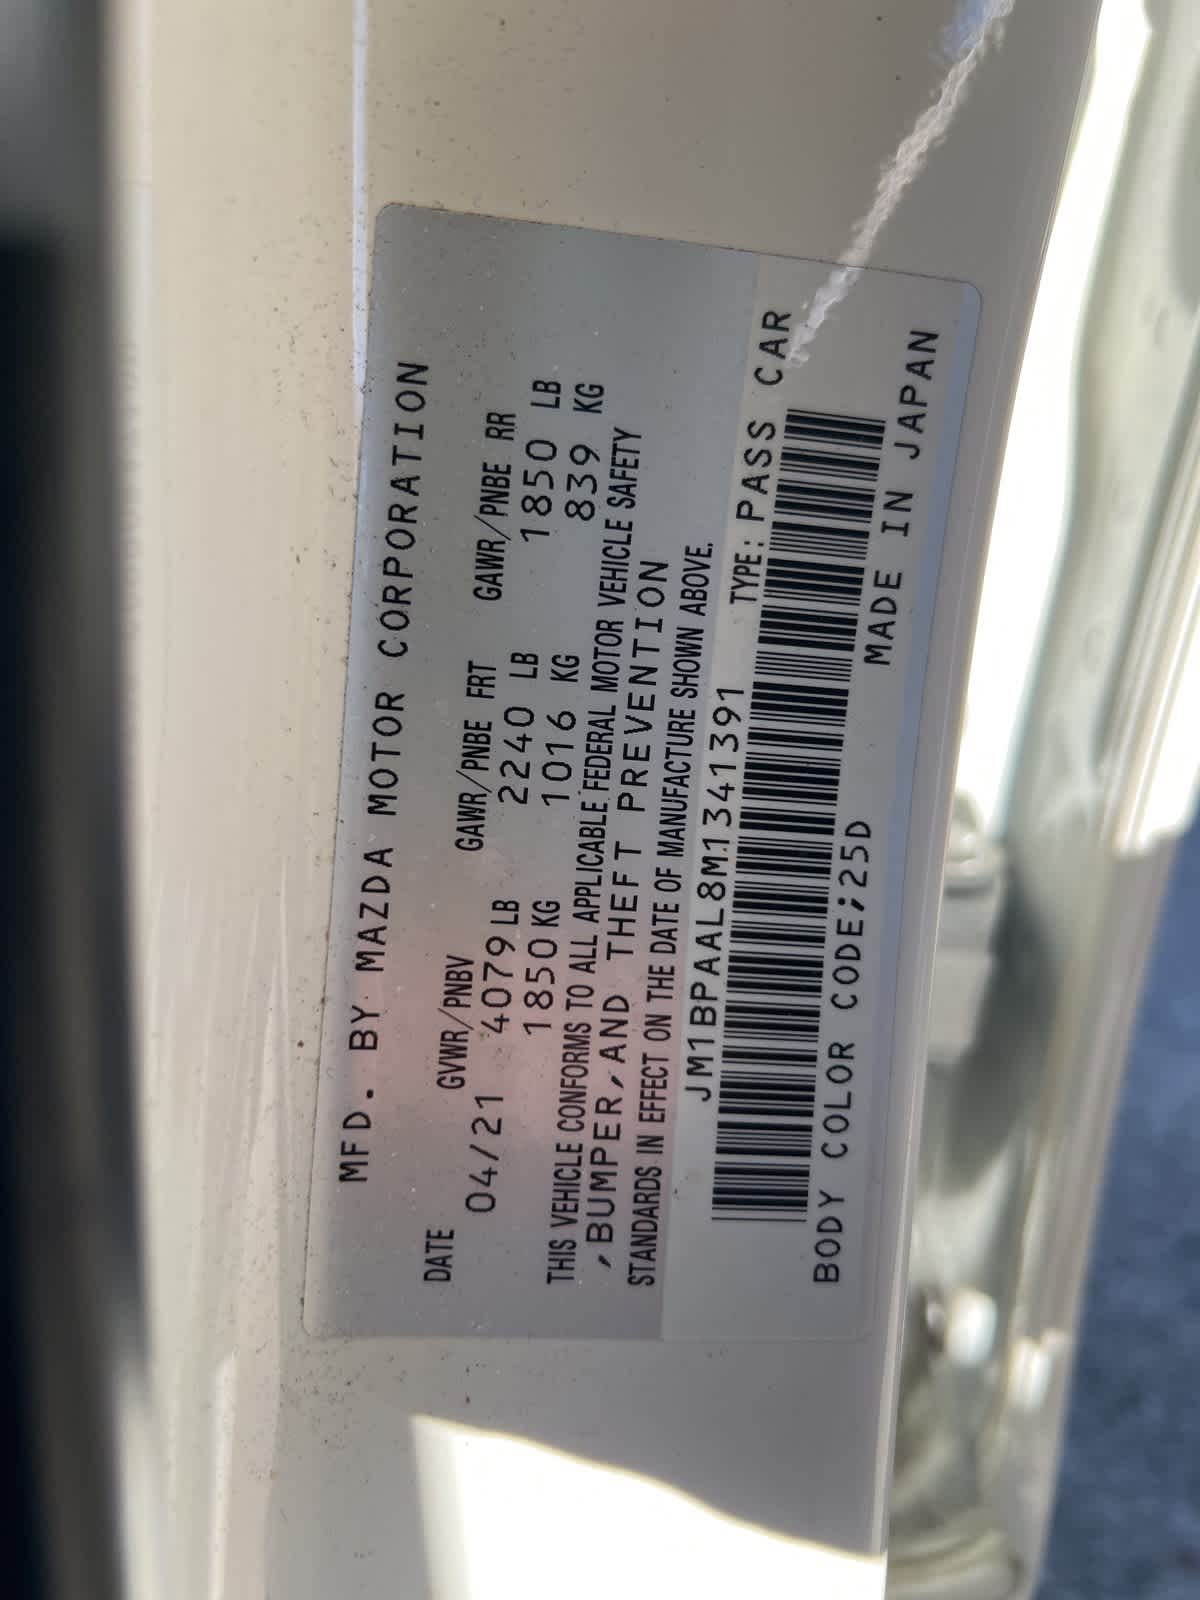 MFD. BY MAZDA MOTOR CORPORATION
DATE GVWR/PNBV GAWR/PNBE FRT GAWR/PNBE RR
04/21 4079 LB 2240 LB 1850 LB
1850 KG 1016 KG 839 KG
THIS VEHICLE CONFORMS TO ALL APPLICABLE FEDERAL MOTOR VEHICLE SAFETY
,BUMPER,AND THEFT PREVENTION
STANDARDS IN EFFECT ON THE DATE OF MANUFACTURE SHOWN ABOVE.
JM1BPAAL8M1341391 TYPE: PASS CAR
BODY COLOR CODE;25D MADE IN JAPAN